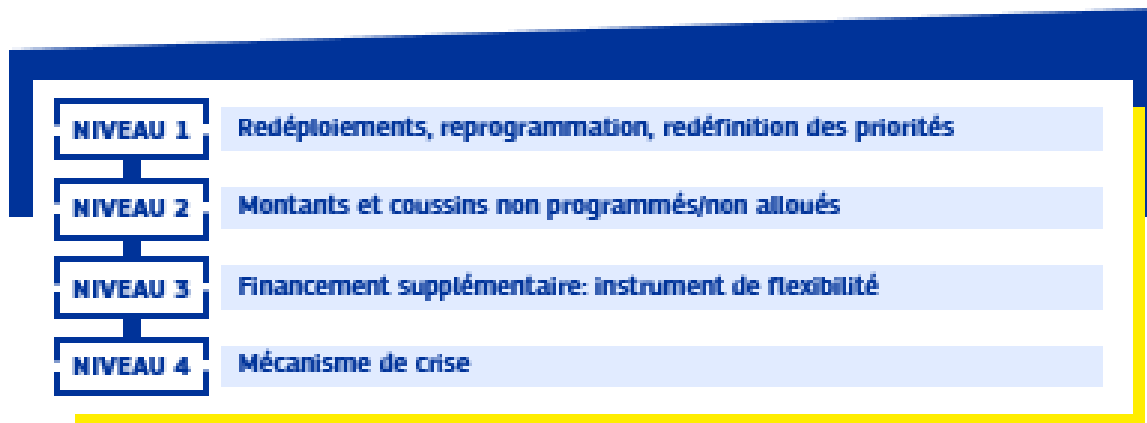 NIVEAU 1 Redéploiements, reprogrammation, redéfinition des priorités
NIVEAU 2 Montants et coussins non programmés/non alloués
NIVEAU 3 Financement supplémentaire: instrument de flexibilité
NIVEAU 4 Mécanisme de crise